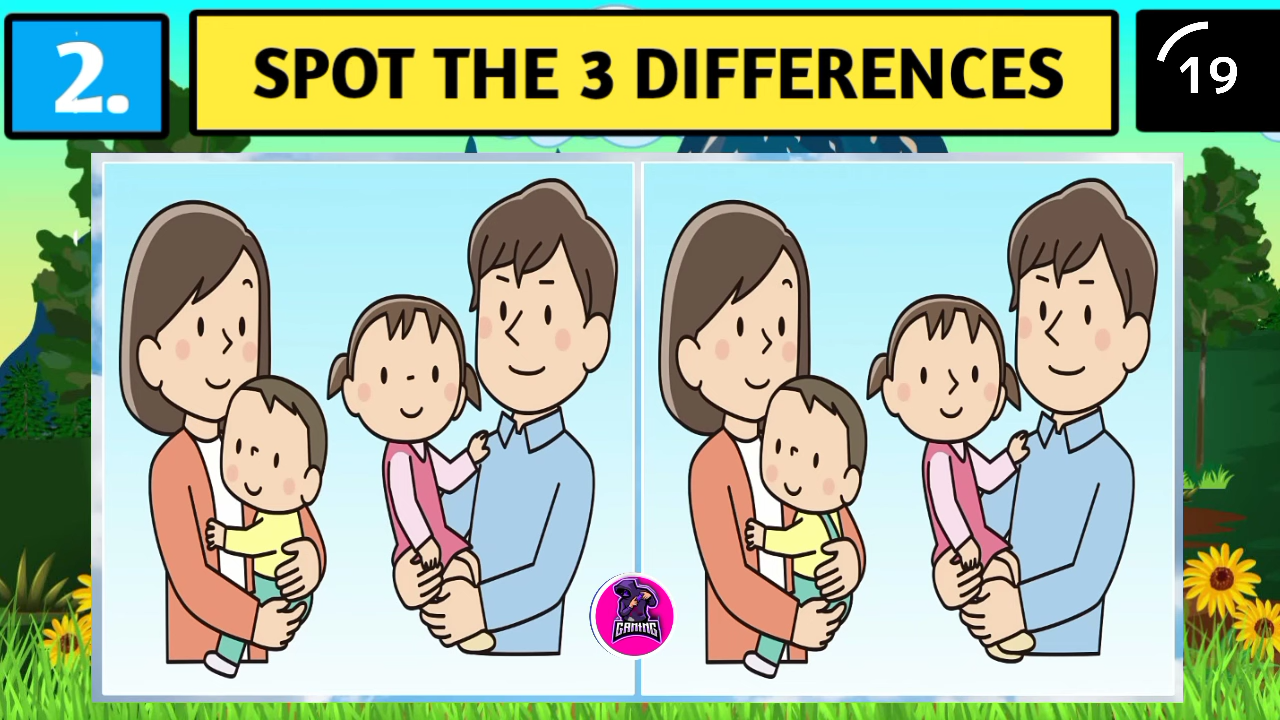 2.
SPOT THE 3 DIFFERENCES
19
GAMING